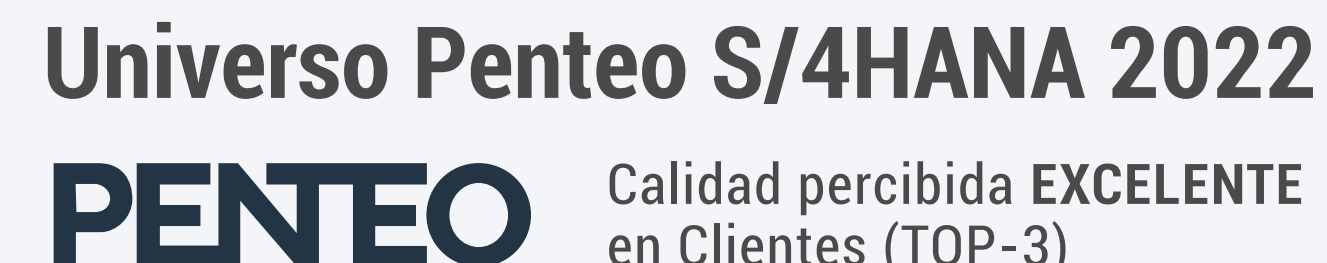 Universo Penteo S/4HANA 2022
PENTEO
Calidad percibida EXCELENTE
en Clientes (TOP-3)